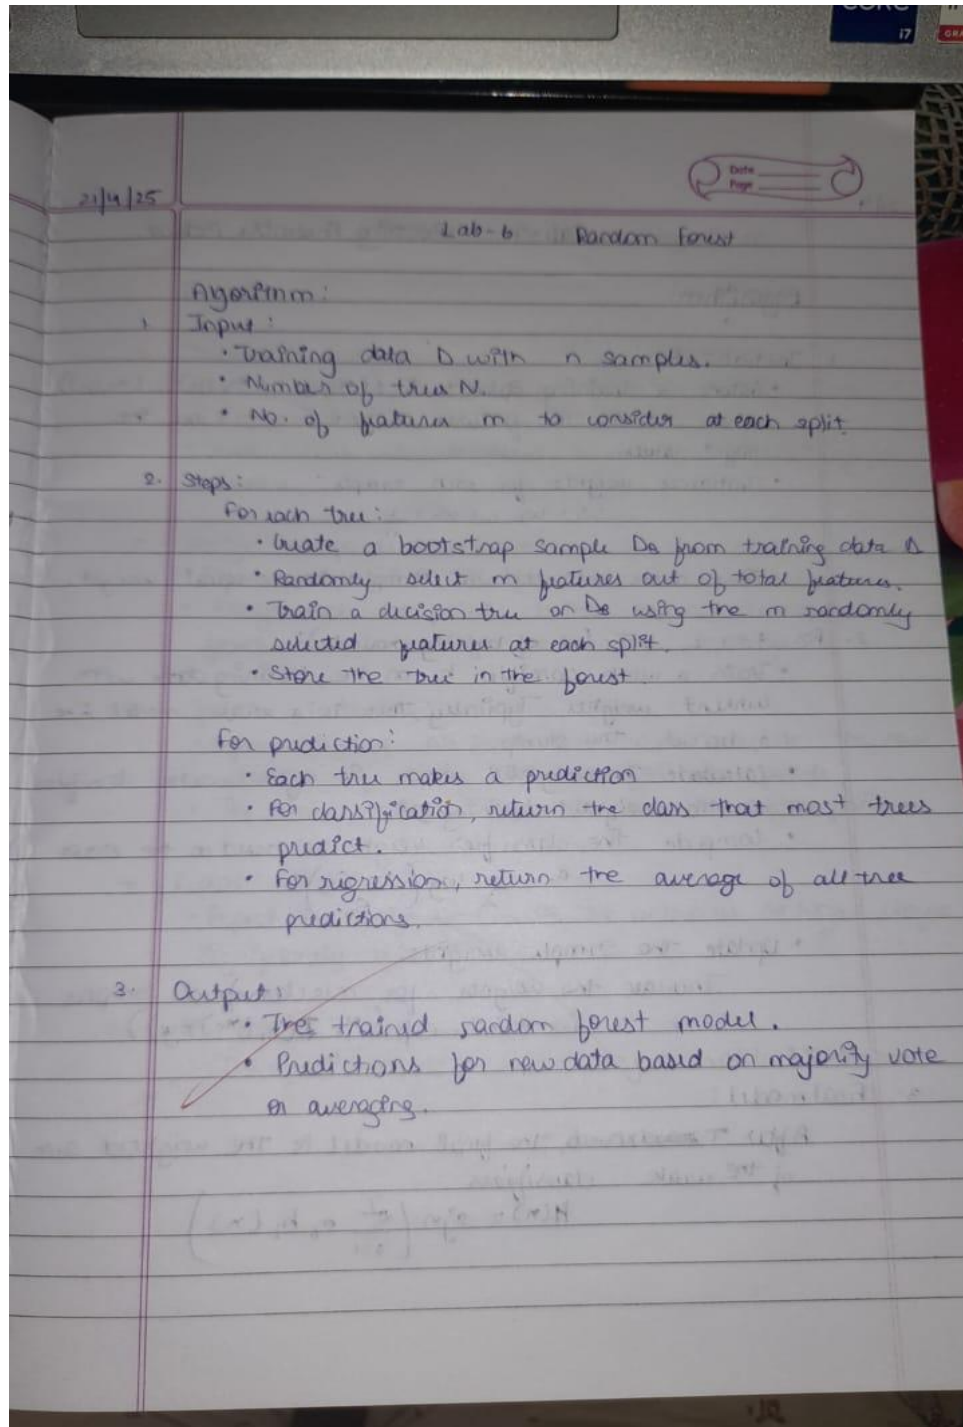 CORE
i7
Date
Page
21/4/25
Lab-6 Random Forest
Algorithm:
1. Input:
• Training data D with n samples.
• Number of trees N.
• No. of features m to consider at each split.
2. Steps:
For each tree:
• Create a bootstrap sample DB from training data D
• Randomly select m features out of total features.
• Train a decision tree on DB using the m randomly
selected features at each split.
• Store the tree in the forest
For prediction:
• Each tree makes a prediction
• For classification, return the class that most trees
predict.
• For regression, return the average of all tree
predictions.
3. Output:
• The trained random forest model.
• Predictions for new data based on majority vote
or averaging.